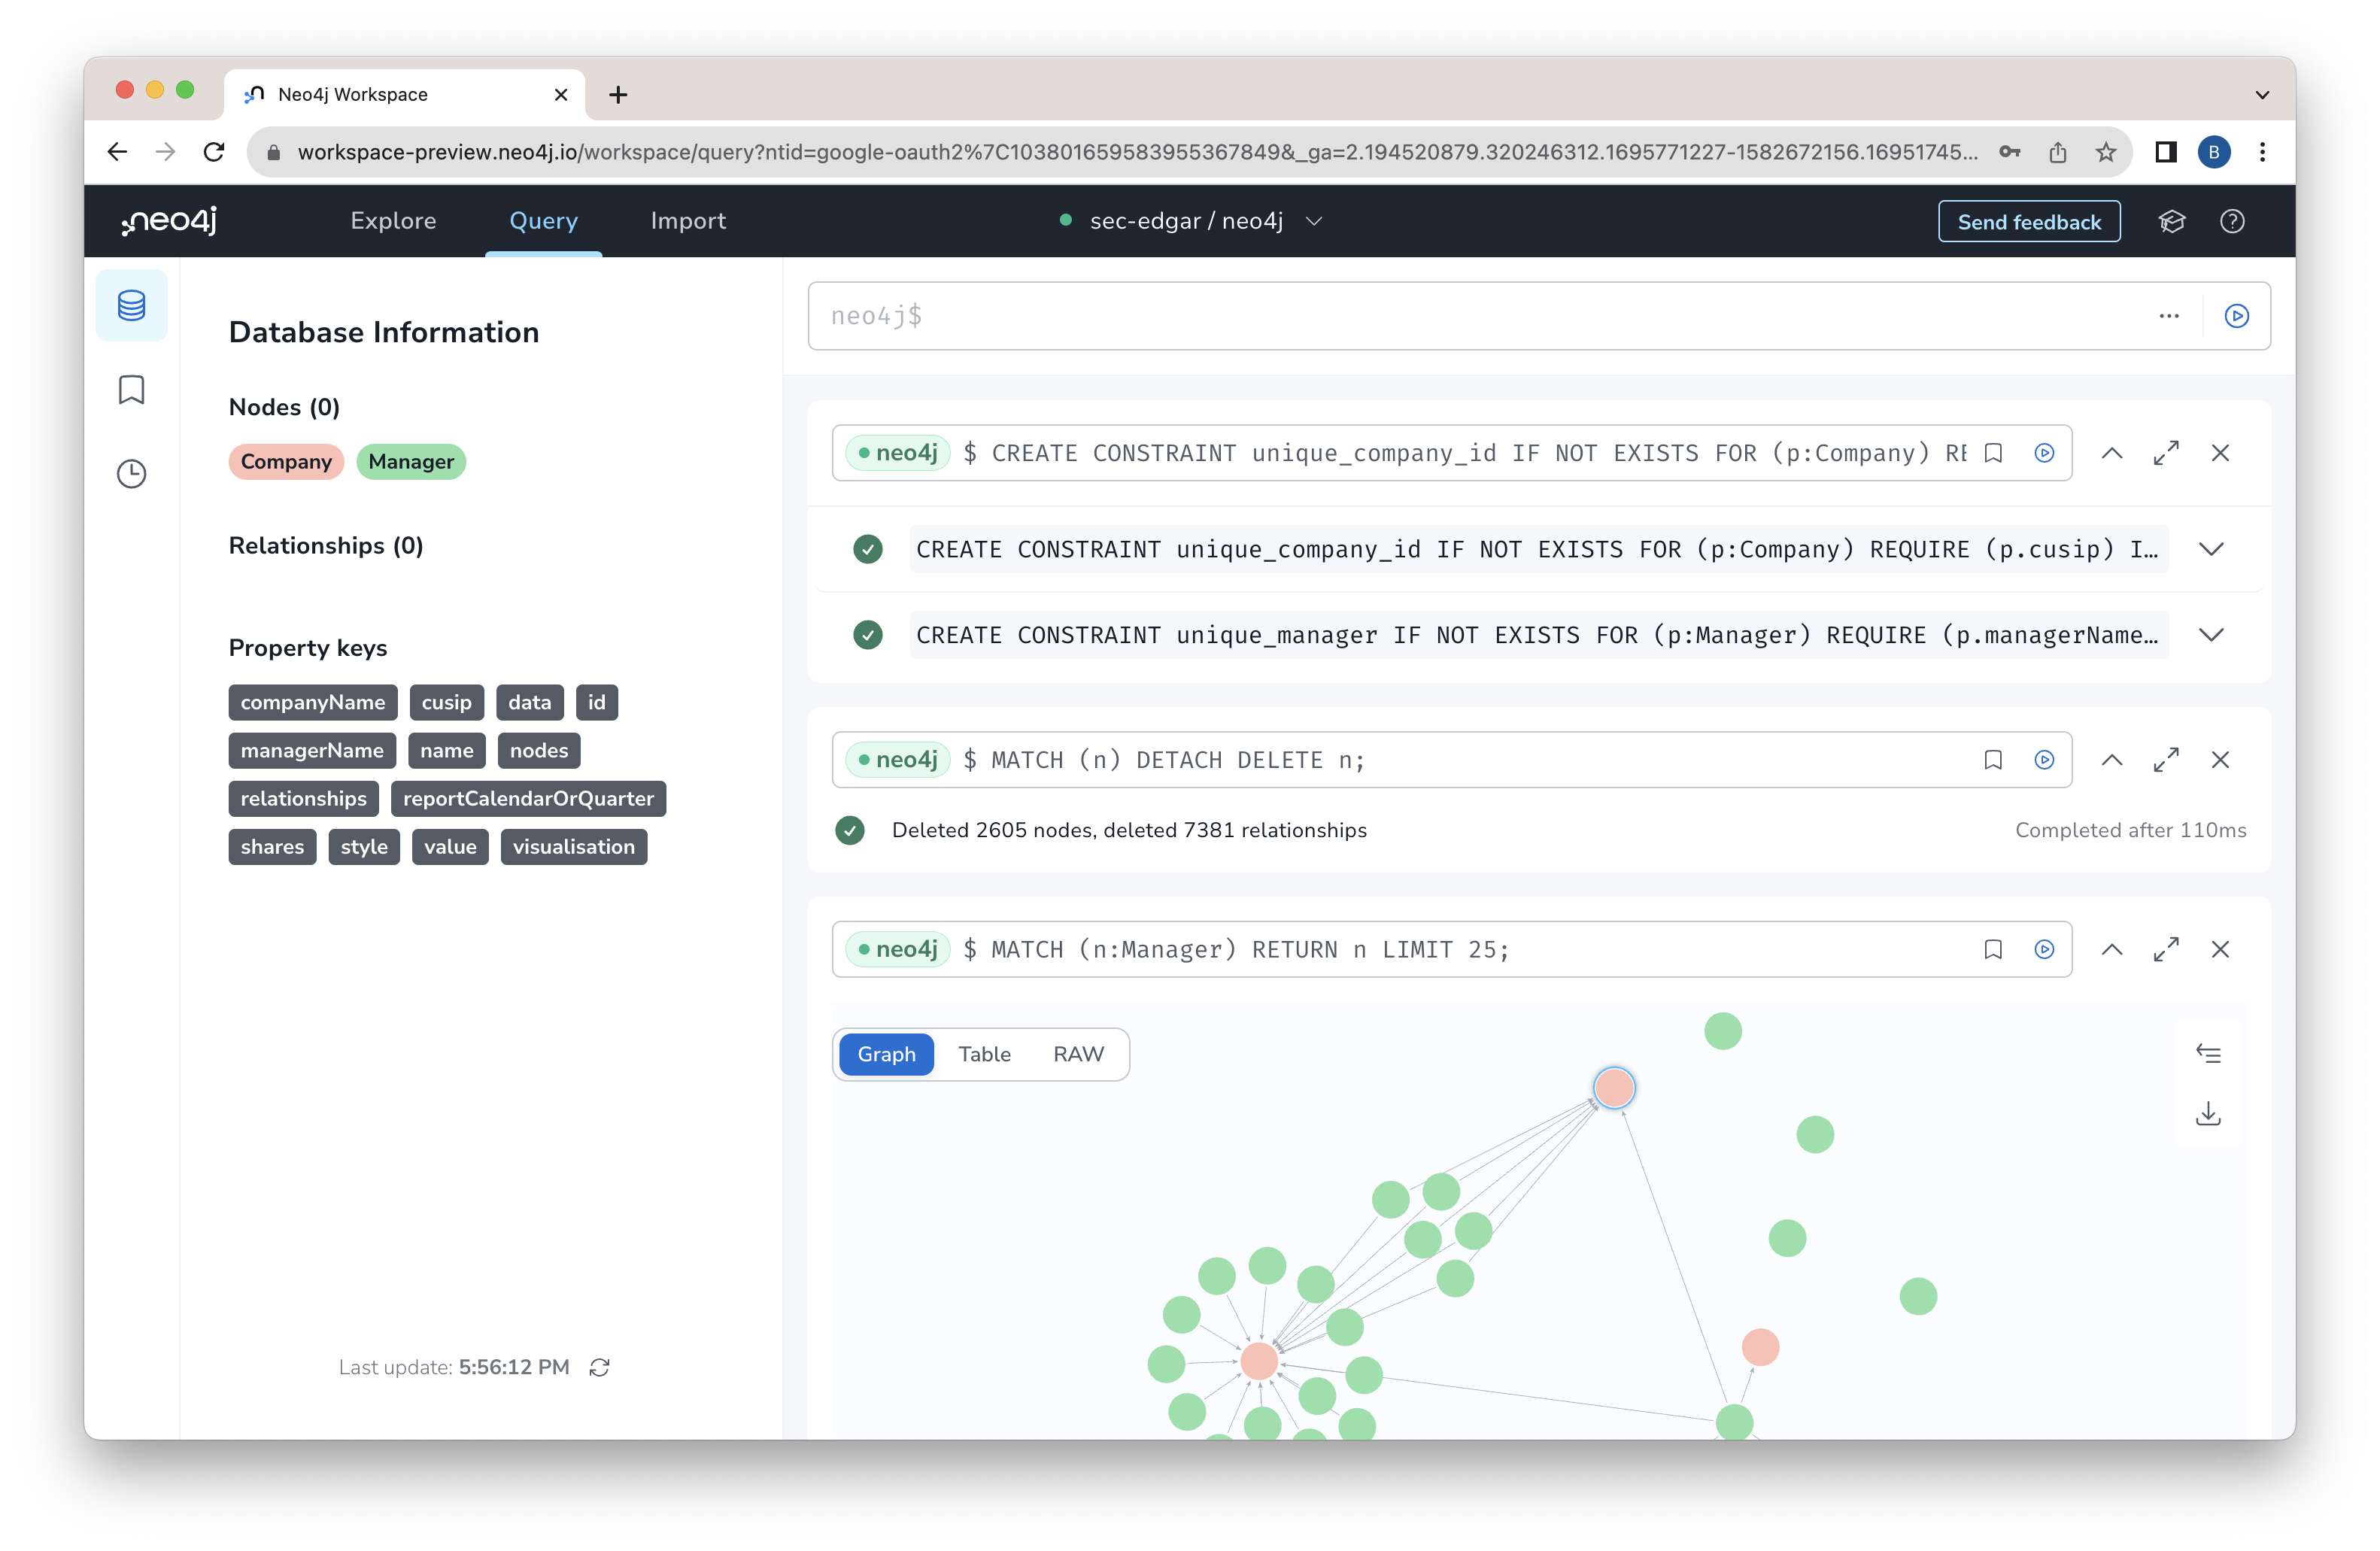 Neo4j Workspace
workspace-preview.neo4j.io/workspace/query?ntid=google-oauth2%7C103801659583955367849&_ga=2.194520879.320246312.1695771227-1582672156.16951745...
B
neo4j Explore Query Import sec-edgar / neo4j Send feedback
neo4j$
Database Information
Nodes (0)
Company Manager
Relationships (0)
Property keys
companyName cusip data id
managerName name nodes
relationships reportCalendarOrQuarter
shares style value visualisation
Last update: 5:56:12 PM
neo4j $ CREATE CONSTRAINT unique_company_id IF NOT EXISTS FOR (p:Company) RE
CREATE CONSTRAINT unique_company_id IF NOT EXISTS FOR (p:Company) REQUIRE (p.cusip) I…
CREATE CONSTRAINT unique_manager IF NOT EXISTS FOR (p:Manager) REQUIRE (p.managerName…
neo4j $ MATCH (n) DETACH DELETE n;
Deleted 2605 nodes, deleted 7381 relationships Completed after 110ms
neo4j $ MATCH (n:Manager) RETURN n LIMIT 25;
Graph Table RAW